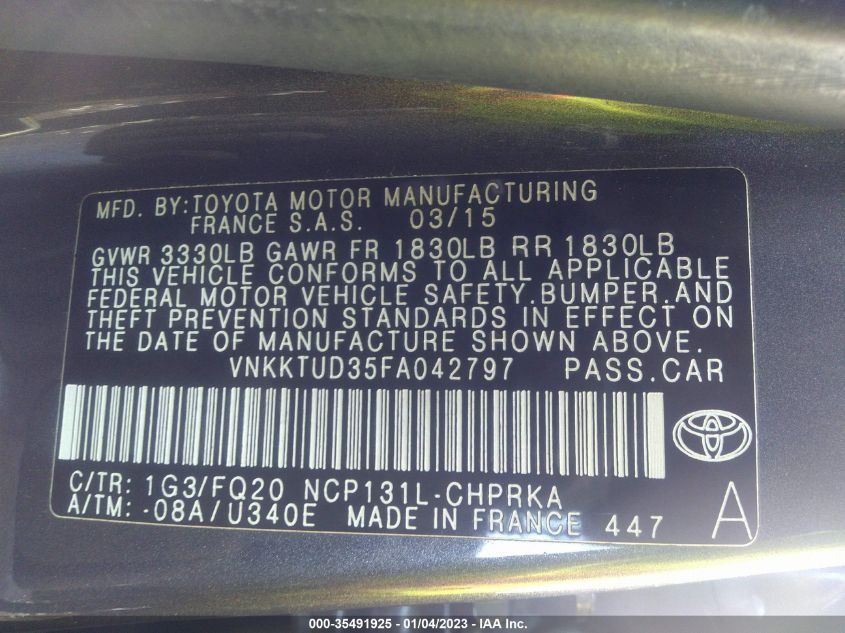 MFD. BY:TOYOTA MOTOR MANUFACTURING
FRANCE S.A.S. 03/15
GVWR 3330LB GAWR FR 1830LB RR 1830LB
THIS VEHICLE CONFORMS TO ALL APPLICABLE
FEDERAL MOTOR VEHICLE SAFETY.BUMPER.AND
THEFT PREVENTION STANDARDS IN EFFECT ON
THE DATE OF MANUFACTURE SHOWN ABOVE.
VNKKTUD35FA042797 PASS.CAR
C/TR: 1G3/FQ20 NCP131L-CHPRKA
A/TM: -08A/U340E MADE IN FRANCE 447 A
000-35491925 - 01/04/2023 - IAA Inc.